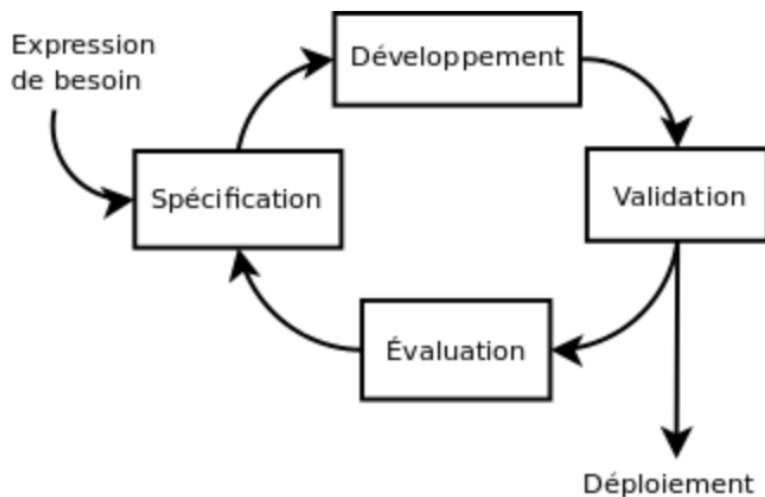 Expression
de besoin
Développement
Spécification
Validation
Évaluation
Déploiement